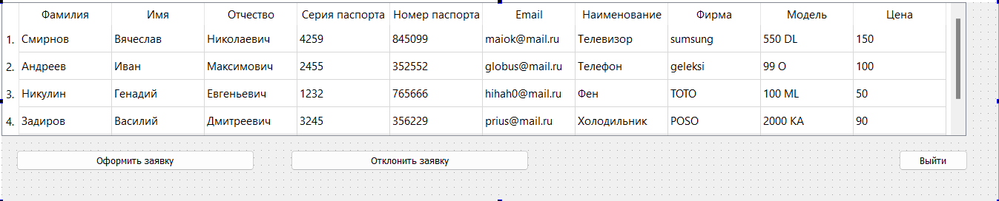 Фамилия Имя Отчество Серия паспорта Номер паспорта Email Наименование Фирма Модель Цена
1. Смирнов Вячеслав Николаевич 4259 845099 maiok@mail.ru Телевизор sumsung 550 DL 150
2. Андреев Иван Максимович 2455 352552 globus@mail.ru Телефон geleksi 99 O 100
3. Никулин Генадий Евгеньевич 1232 765666 hihah0@mail.ru Фен TOTO 100 ML 50
4. Задиров Василий Дмитреевич 3245 356229 prius@mail.ru Холодильник POSO 2000 KA 90
Оформить заявку Отклонить заявку Выйти